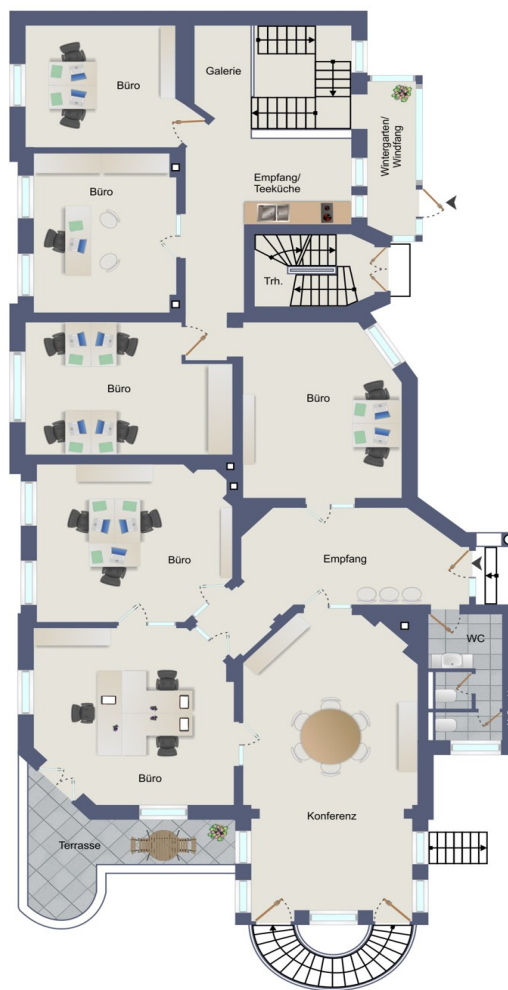 Büro
Galerie
Wintergarten/
Windfang
Büro
Empfang/
Teeküche
Trh.
Büro
Büro
Büro
Empfang
WC
Büro
Konferenz
Terrasse